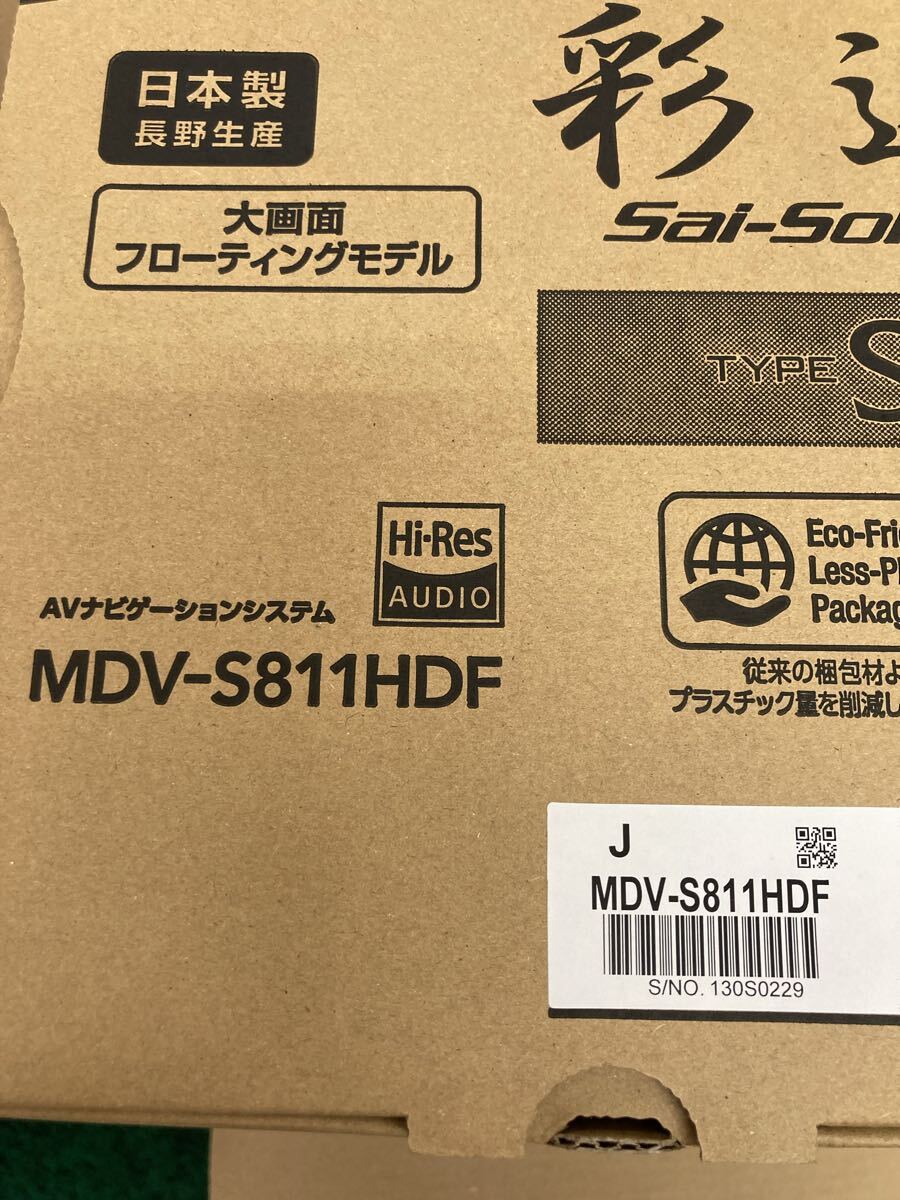 日本製
長野生産
大画面
フローティングモデル
彩
Sai-So
TYPE S
Hi-Res
AUDIO
AVナビゲーションシステム
MDV-S811HDF
Eco-Fri
Less-Pl
Packag
従来の梱包材よ
プラスチック量を削減し
J
MDV-S811HDF
S/NO. 130S0229